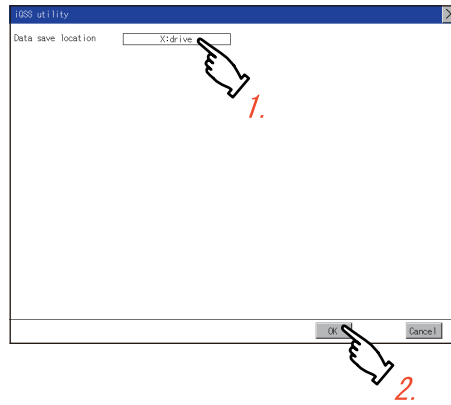 iQSS utility
Data save location
X:drive
1.
OK
Cancel
2.